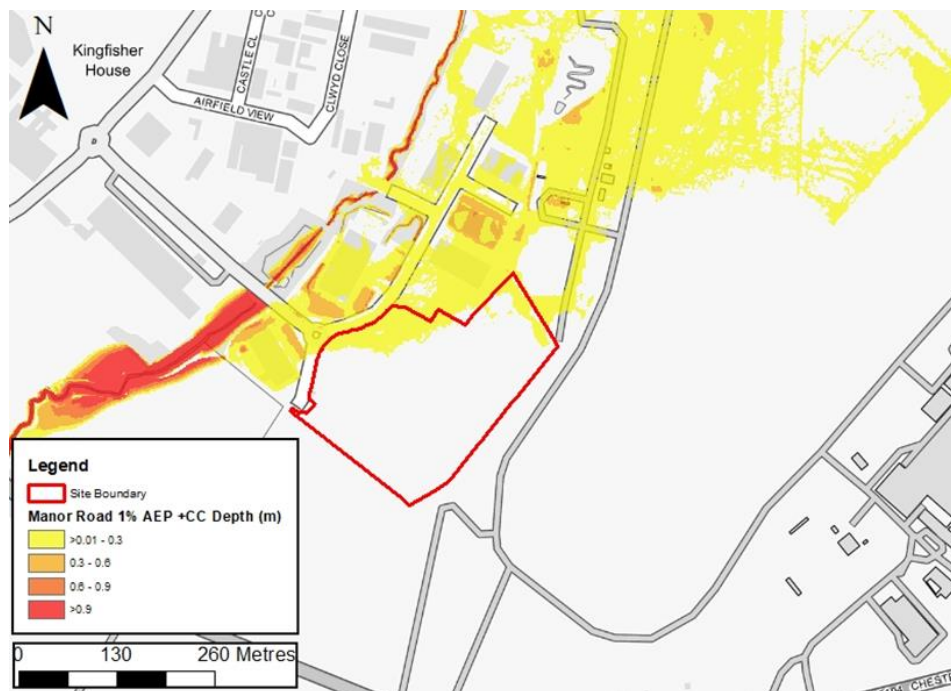 N
Kingfisher
House
CASTLE CL
CLWYD CLOSE
AIRFIELD VIEW
Legend
Site Boundary
Manor Road 1% AEP +CC Depth (m)
>0.01 - 0.3
0.3 - 0.6
0.6 - 0.9
>0.9
0 130 260 Metres